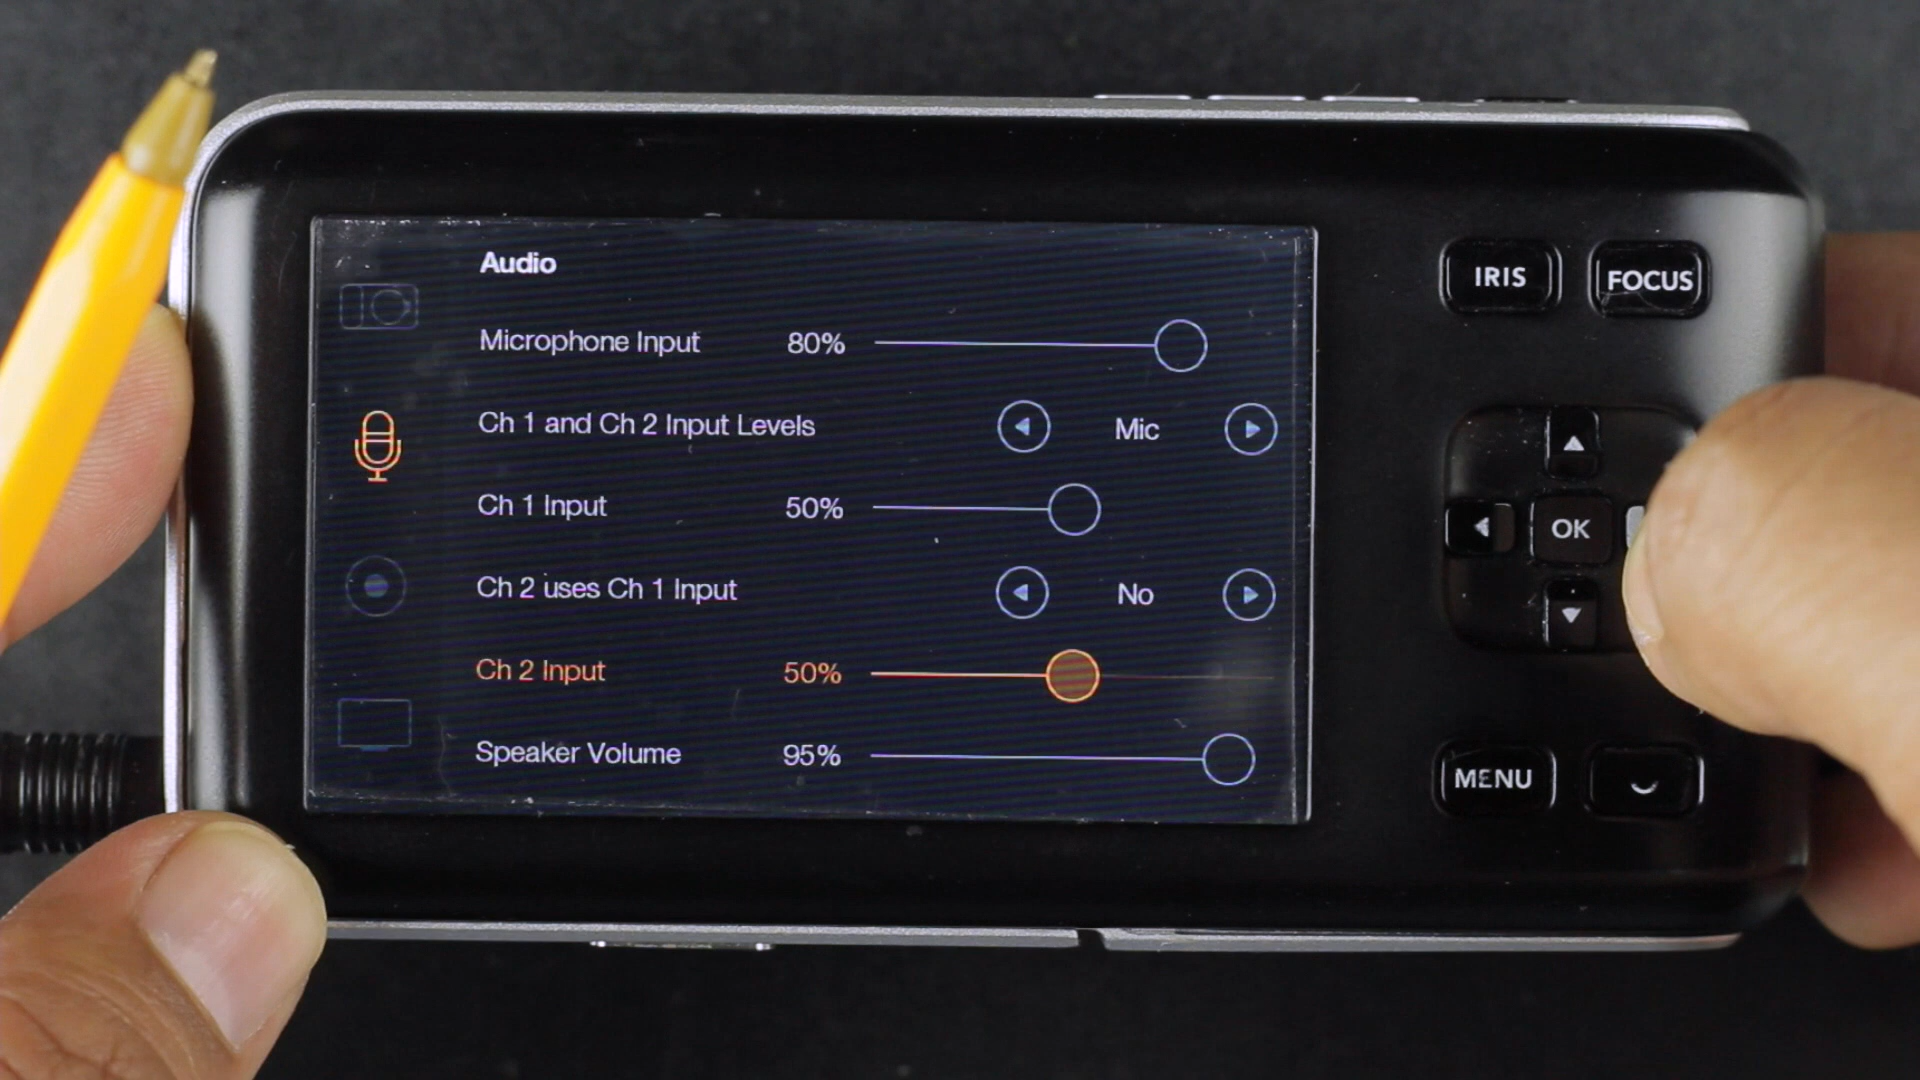 Audio
Microphone Input 80%
Ch 1 and Ch 2 Input Levels Mic
Ch 1 Input 50%
Ch 2 uses Ch 1 Input No
Ch 2 Input 50%
Speaker Volume 95%
IRIS FOCUS
OK
MENU